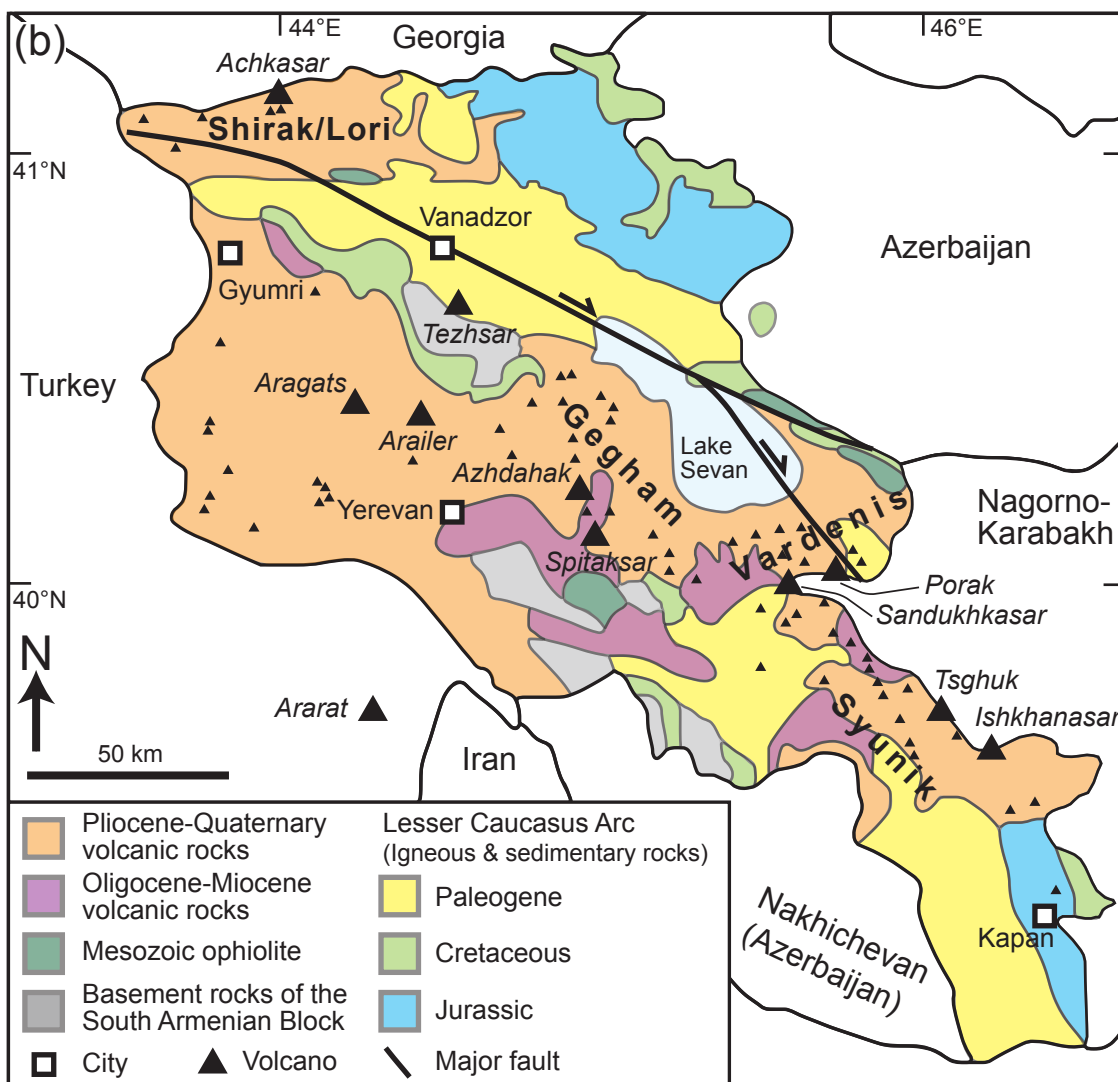 (b)
44°E
46°E
Georgia
Achkasar
Shirak/Lori
41°N
Vanadzor
Azerbaijan
Gyumri
Tezhsar
Turkey
Aragats
Arailer
Gegham
Lake
Sevan
Azhdahak
Yerevan
Nagorno-
Karabakh
Vardenis
Spitaksar
40°N
Porak
Sandukhkasar
N
Tsghuk
Ararat
Ishkhanasar
Syunik
50 km
Iran
Nakhichevan
(Azerbaijan)
Kapan
Pliocene-Quaternary
volcanic rocks
Oligocene-Miocene
volcanic rocks
Mesozoic ophiolite
Basement rocks of the
South Armenian Block
Lesser Caucasus Arc
(Igneous & sedimentary rocks)
Paleogene
Cretaceous
Jurassic
City
Volcano
Major fault